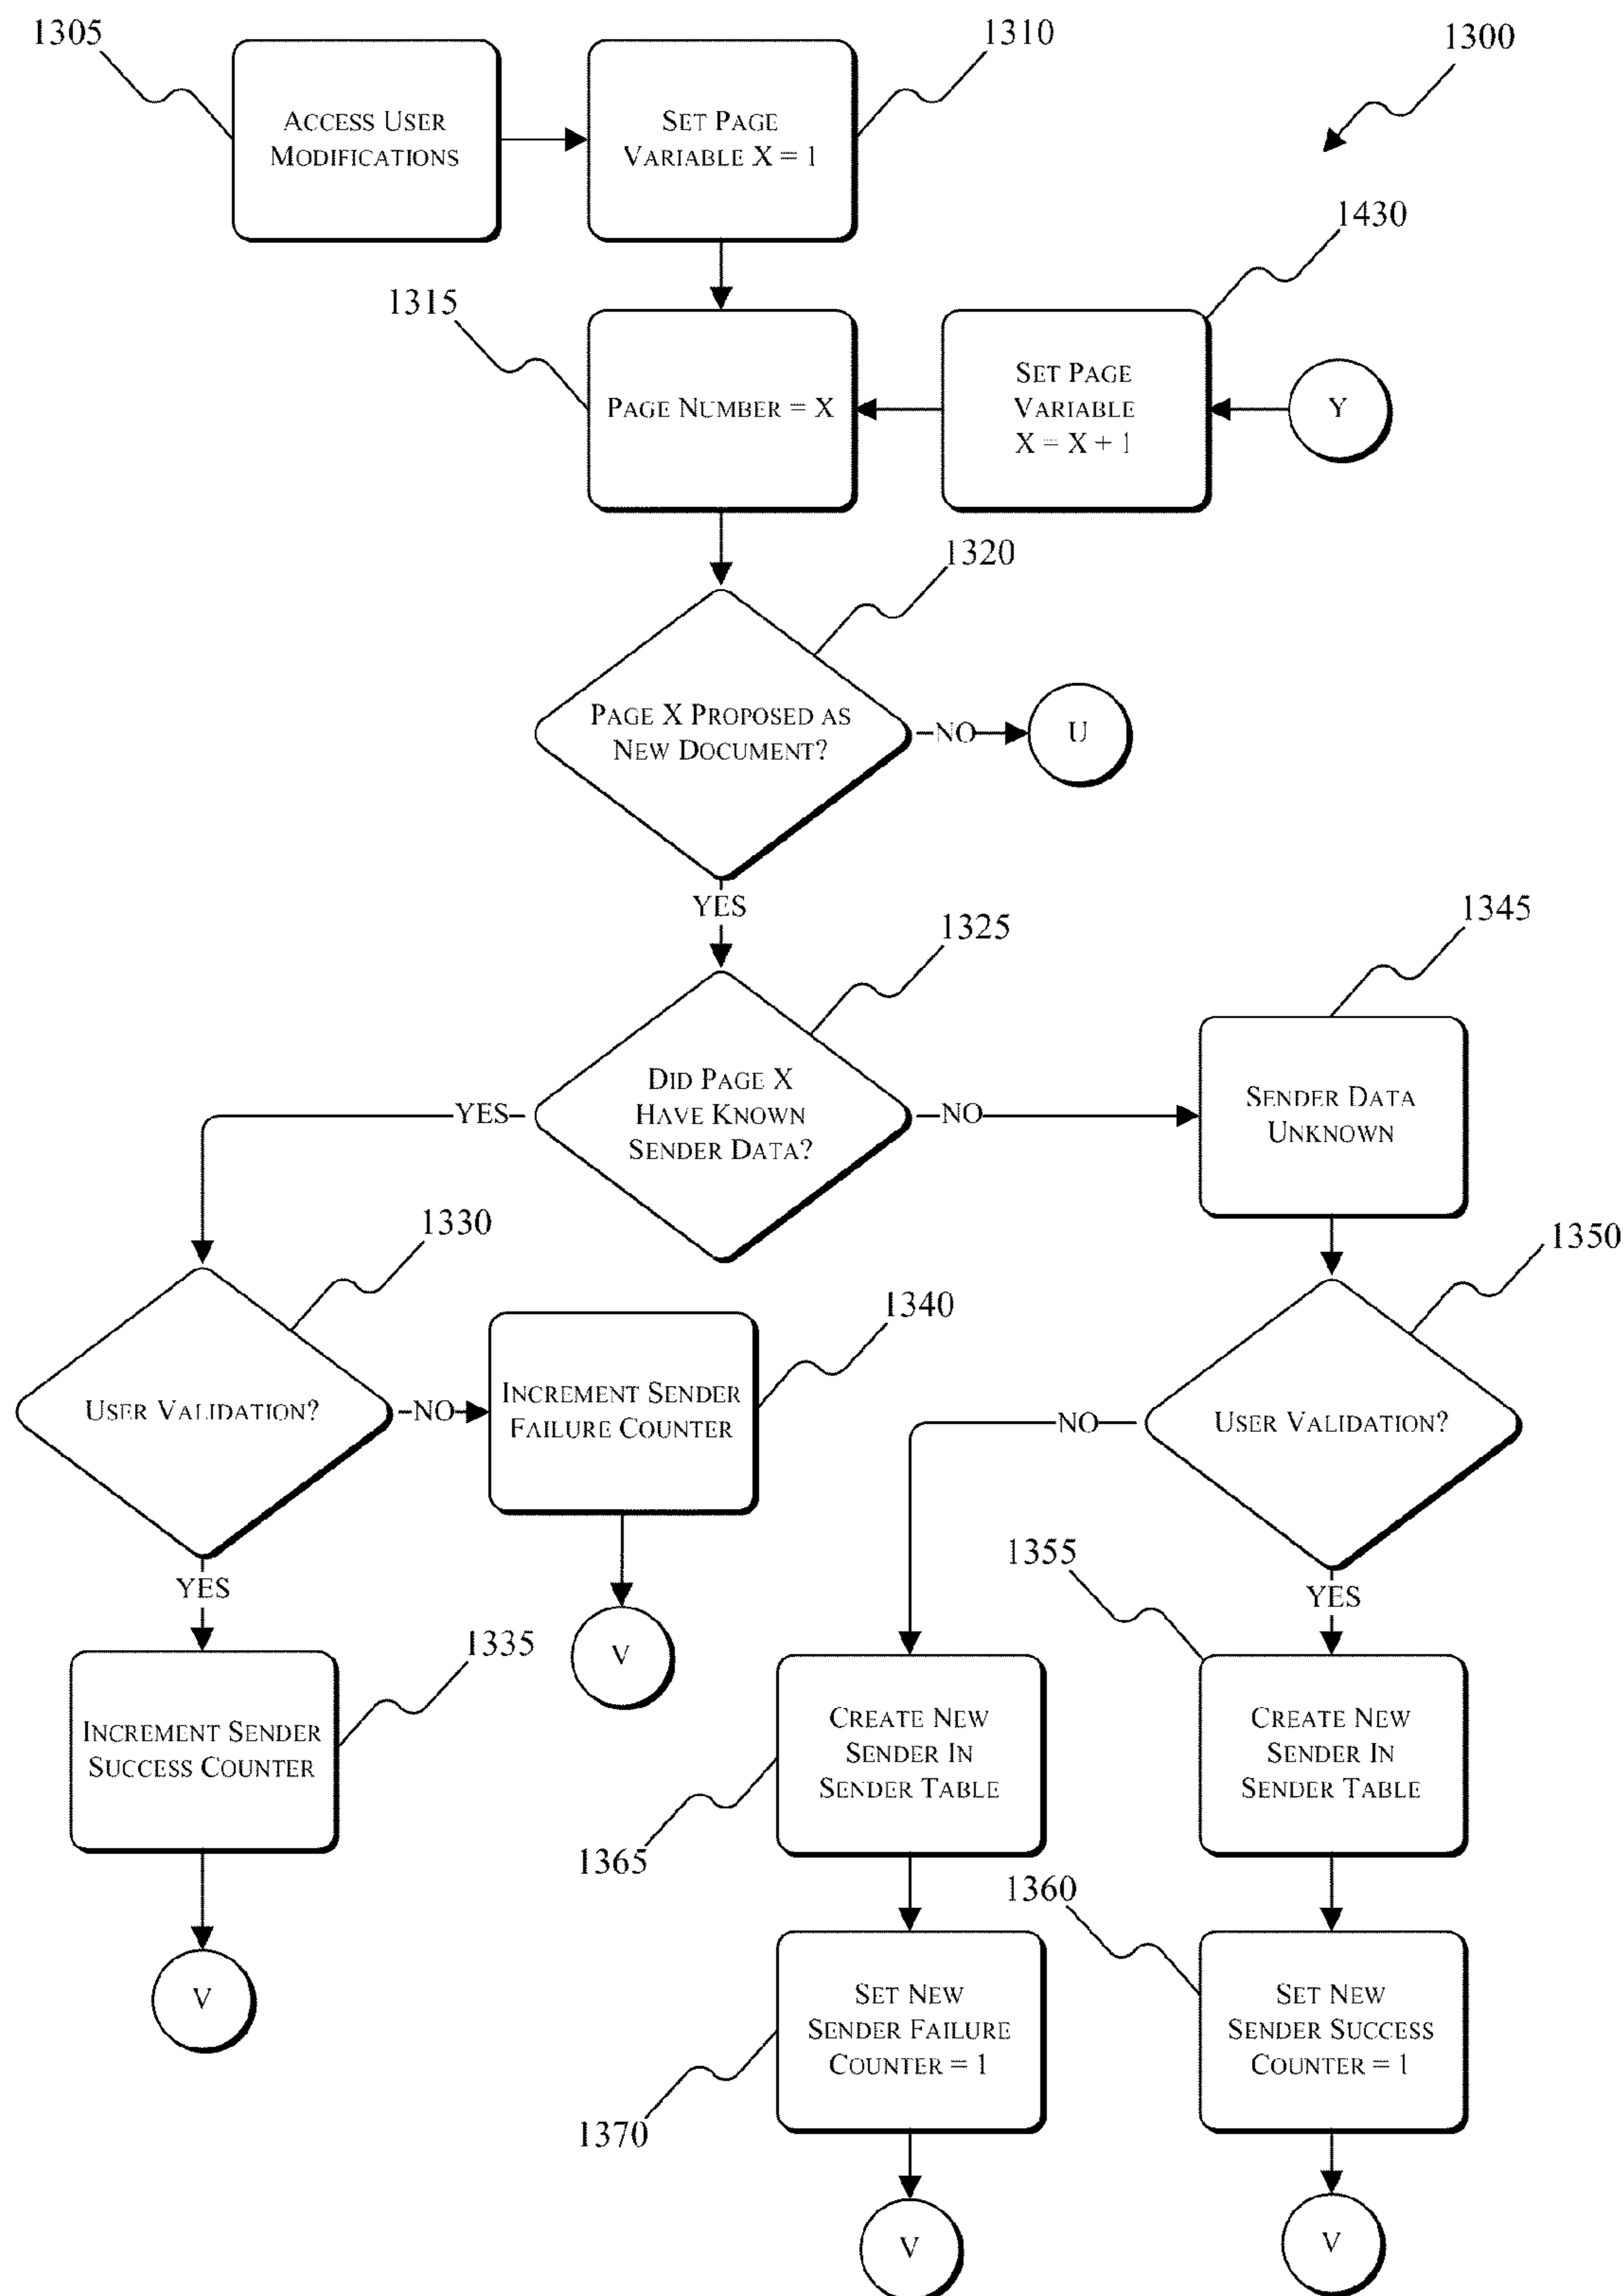 1305
1310
1300
ACCESS USER
MODIFICATIONS
SET PAGE
VARIABLE X = 1
1430
1315
PAGE NUMBER = X
SET PAGE
VARIABLE
X = X + 1
Y
1320
PAGE X PROPOSED AS
NEW DOCUMENT?
NO
U
YES
1325
1345
DID PAGE X
HAVE KNOWN
SENDER DATA?
YES
NO
SENDER DATA
UNKNOWN
1330
1350
1340
USER VALIDATION?
NO
INCREMENT SENDER
FAILURE COUNTER
NO
USER VALIDATION?
YES
1355
YES
1335
V
INCREMENT SENDER
SUCCESS COUNTER
CREATE NEW
SENDER IN
SENDER TABLE
CREATE NEW
SENDER IN
SENDER TABLE
1365
1360
V
SET NEW
SENDER FAILURE
COUNTER = 1
SET NEW
SENDER SUCCESS
COUNTER = 1
1370
V
V